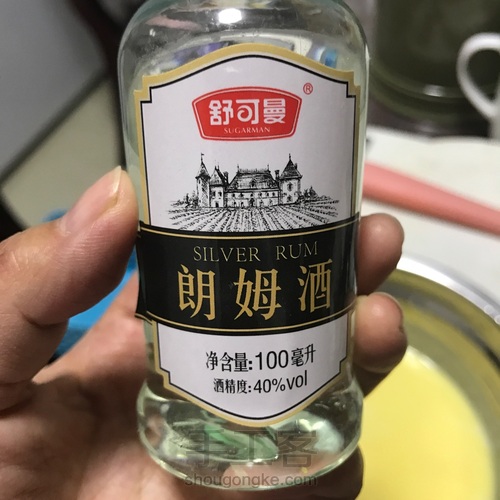 舒可曼
®
SUGARMAN
SILVER RUM
朗姆酒
净含量:100毫升
酒精度:40%vol
手工客
shougongke.com